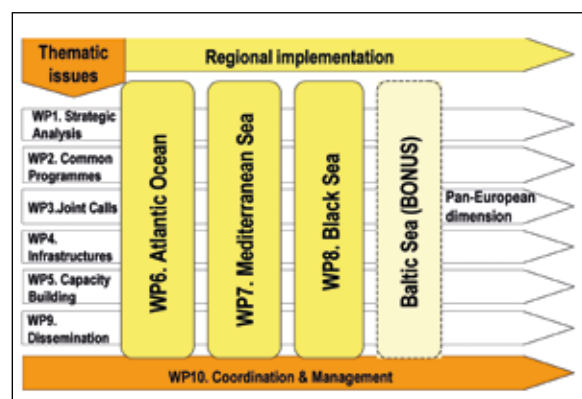 Thematic
issues
Regional implementation
WP1. Strategic
Analysis
WP2. Common
Programmes
WP3.Joint Calls
WP4.
Infrastructures
WP5. Capacity
Building
WP9.
Dissemination
WP6. Atlantic Ocean
WP7. Mediterranean Sea
WP8. Black Sea
Baltic Sea (BONUS)
Pan-European
dimension
WP10. Coordination & Management